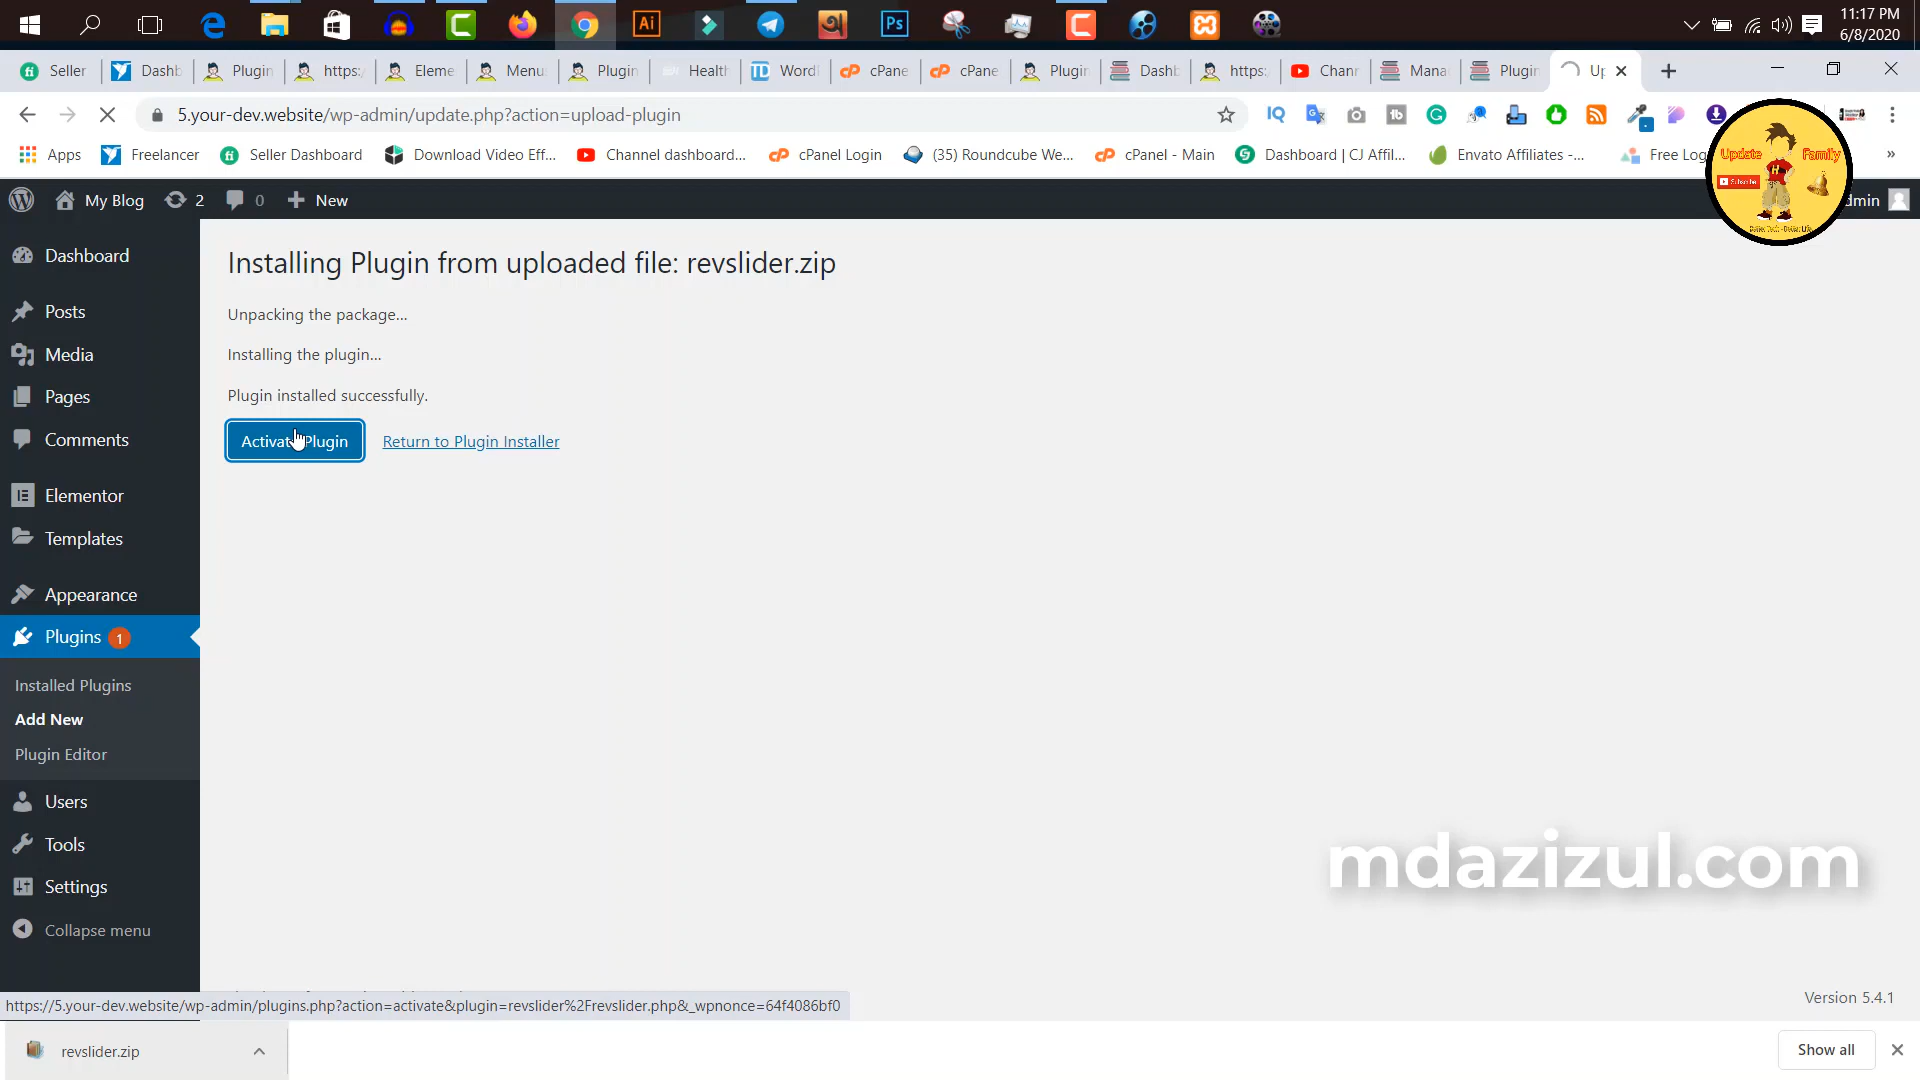 11:17 PM
6/8/2020
Seller
Dashb
Plugin
https:
Eleme
Menu
Plugin
Health
WordP
cPane
cPane
Plugin
Dashb
https:
Chann
Mana
Plugin
Up
5.your-dev.website/wp-admin/update.php?action=upload-plugin
Apps
Freelancer
Seller Dashboard
Download Video Eff...
Channel dashboard...
cPanel Login
(35) Roundcube We...
cPanel - Main
Dashboard | CJ Affil...
Envato Affiliates -...
Free Log
Update Family
Subscribe
My Blog
2
0
New
dmin
Dashboard
Posts
Media
Pages
Comments
Elementor
Templates
Appearance
Plugins 1
Installed Plugins
Add New
Plugin Editor
Users
Tools
Settings
Collapse menu
Installing Plugin from uploaded file: revslider.zip
Unpacking the package...
Installing the plugin...
Plugin installed successfully.
Activate Plugin
Return to Plugin Installer
mdazizul.com
Version 5.4.1
https://5.your-dev.website/wp-admin/plugins.php?action=activate&plugin=revslider%2Frevslider.php&_wpnonce=64f4086bf0
revslider.zip
Show all